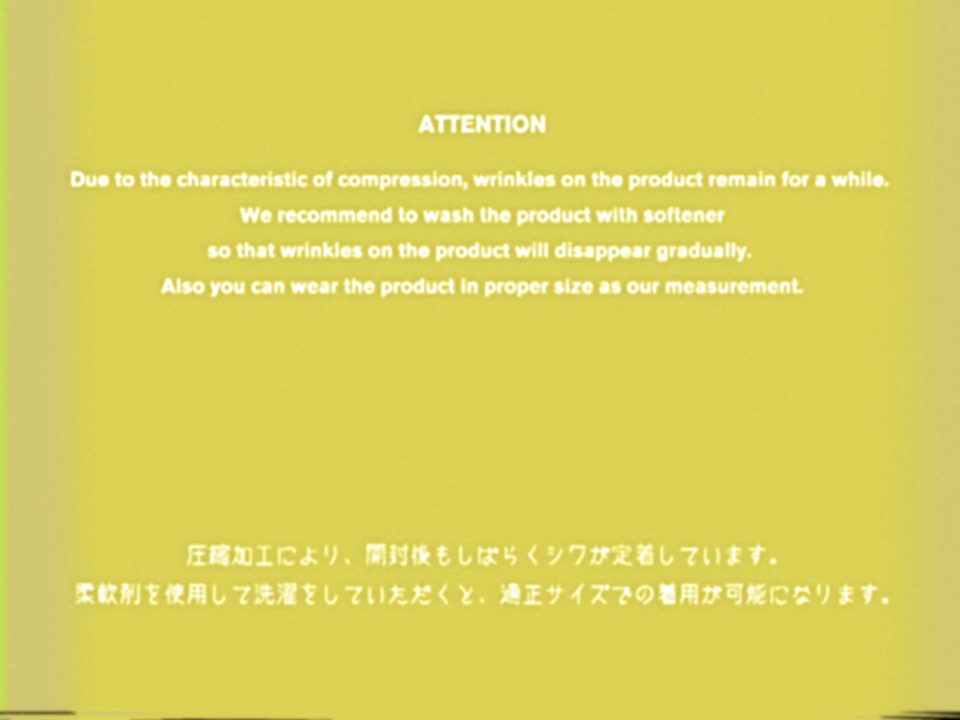 ATTENTION
Due to the characteristic of compression, wrinkles on the product remain for a while.
We recommend to wash the product with softener
so that wrinkles on the product will disappear gradually.
Also you can wear the product in proper size as our measurement.
圧縮加工により、開封後もしばらくシワが定着しています。
柔軟剤を使用して洗濯をしていただくと、適正サイズでの着用が可能になります。